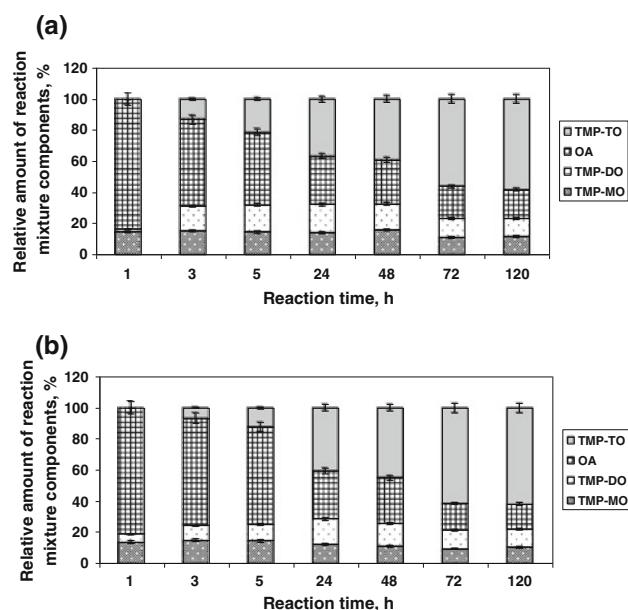 (a)
Relative amount of reaction
mixture components, %
120
100
80
60
40
20
0
1 3 5 24 48 72 120
Reaction time, h
TMP-TO
OA
TMP-DO
TMP-MO
(b)
Relative amount of reaction
mixture components, %
120
100
80
60
40
20
0
1 3 5 24 48 72 120
Reaction time, h
TMP-TO
OA
TMP-DO
TMP-MO